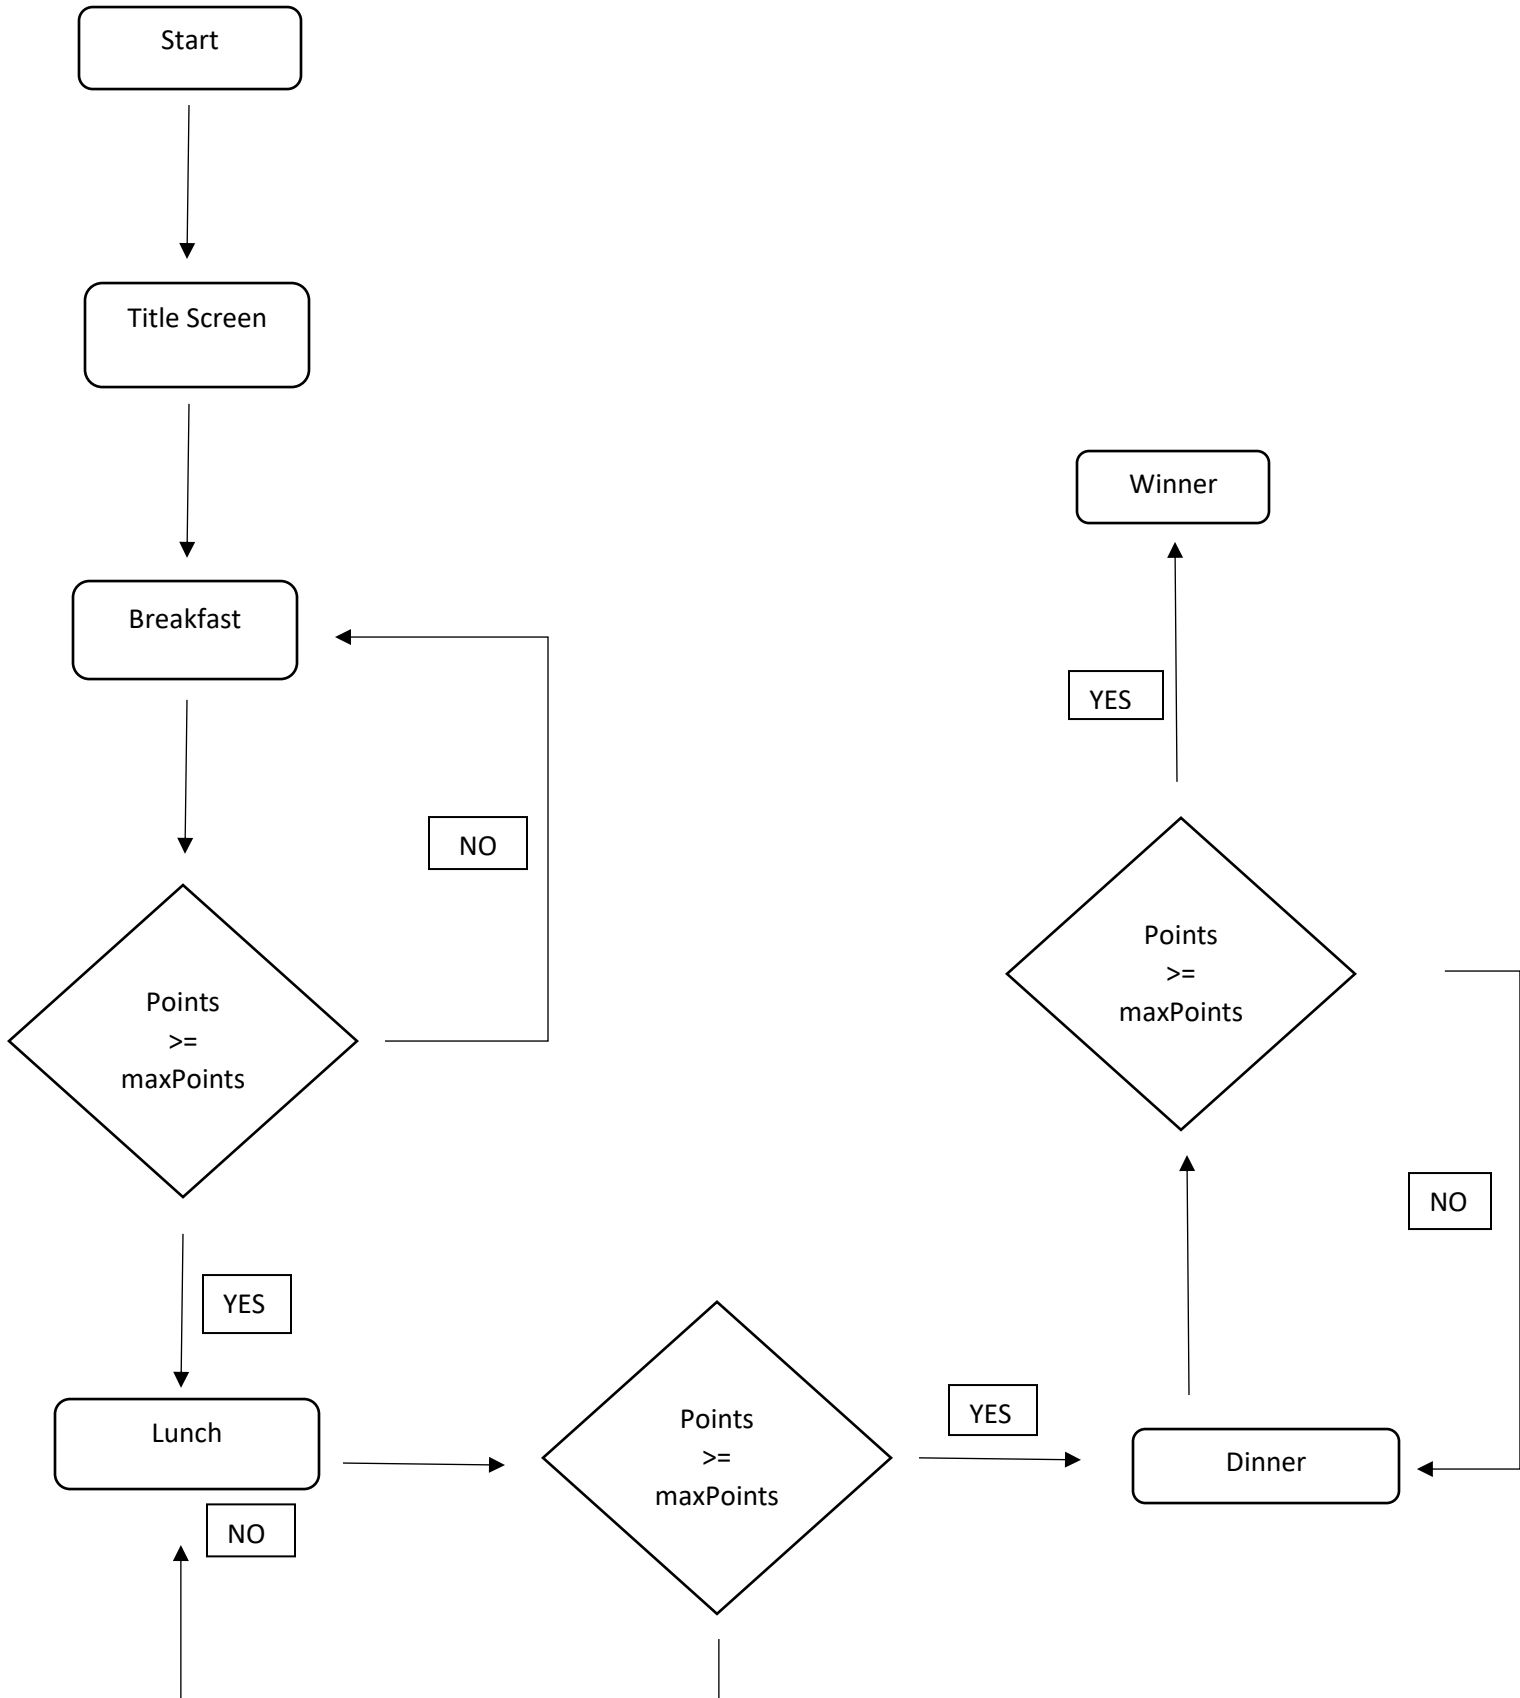 Start
Title Screen
Breakfast
NO
Points
>=
maxPoints
YES
Lunch
NO
Points
>=
maxPoints
YES
Dinner
Points
>=
maxPoints
NO
YES
Winner